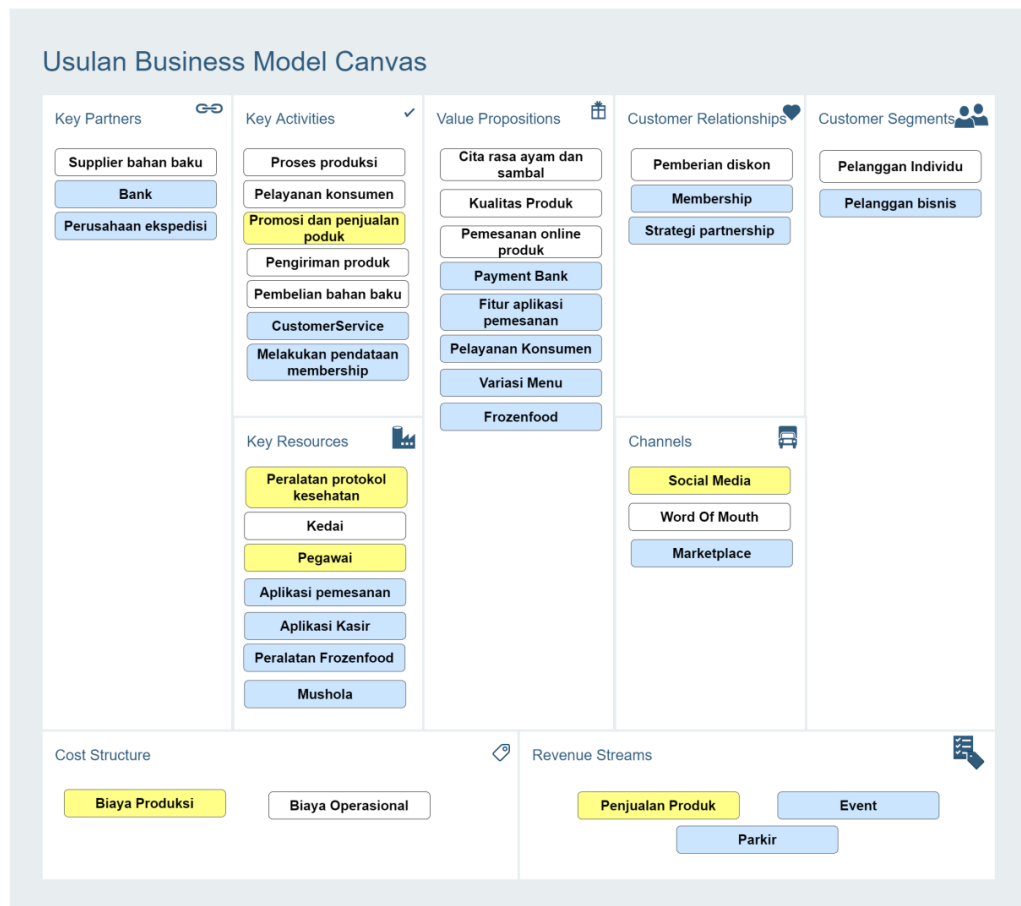 Usulan Business Model Canvas
Key Partners
Supplier bahan baku
Bank
Perusahaan ekspedisi
Key Activities
Proses produksi
Pelayanan konsumen
Promosi dan penjualan
poduk
Pengiriman produk
Pembelian bahan baku
CustomerService
Melakukan pendataan
membership
Key Resources
Peralatan protokol
kesehatan
Kedai
Pegawai
Aplikasi pemesanan
Aplikasi Kasir
Peralatan Frozenfood
Mushola
Value Propositions
Cita rasa ayam dan
sambal
Kualitas Produk
Pemesanan online
produk
Payment Bank
Fitur aplikasi
pemesanan
Pelayanan Konsumen
Variasi Menu
Frozenfood
Customer Relationships
Pemberian diskon
Membership
Strategi partnership
Channels
Social Media
Word Of Mouth
Marketplace
Customer Segments
Pelanggan Individu
Pelanggan bisnis
Cost Structure
Biaya Produksi
Biaya Operasional
Revenue Streams
Penjualan Produk
Event
Parkir